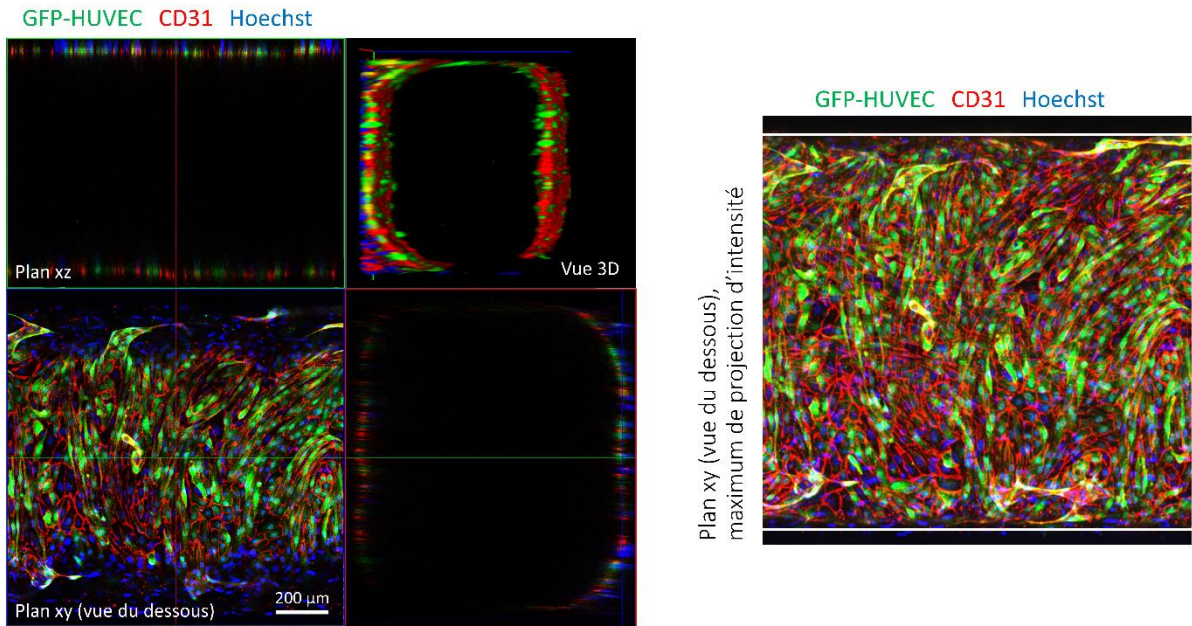 GFP-HUVEC CD31 Hoechst
Plan xz
Vue 3D
Plan xy (vue du dessous)
200 µm
GFP-HUVEC CD31 Hoechst
Plan xy (vue du dessous),
maximum de projection d’intensité